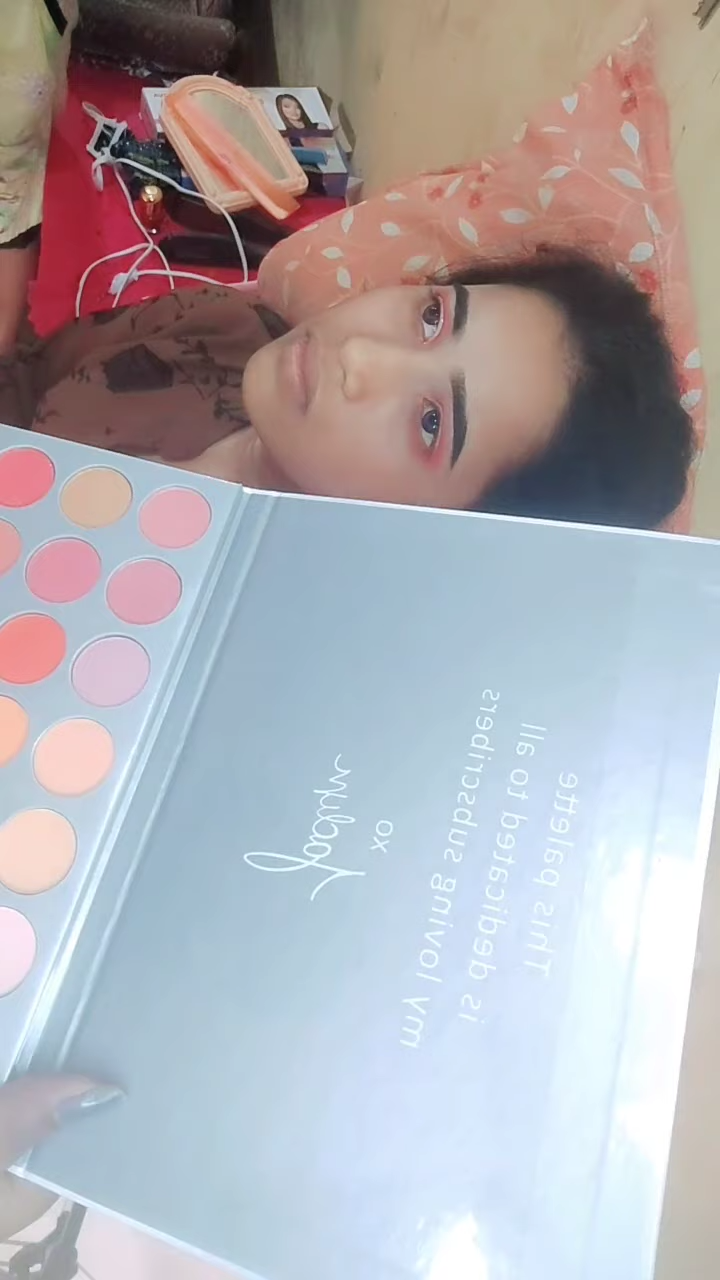 This palette
is dedicated to all
my loving subscribers
xo
Jaclyn